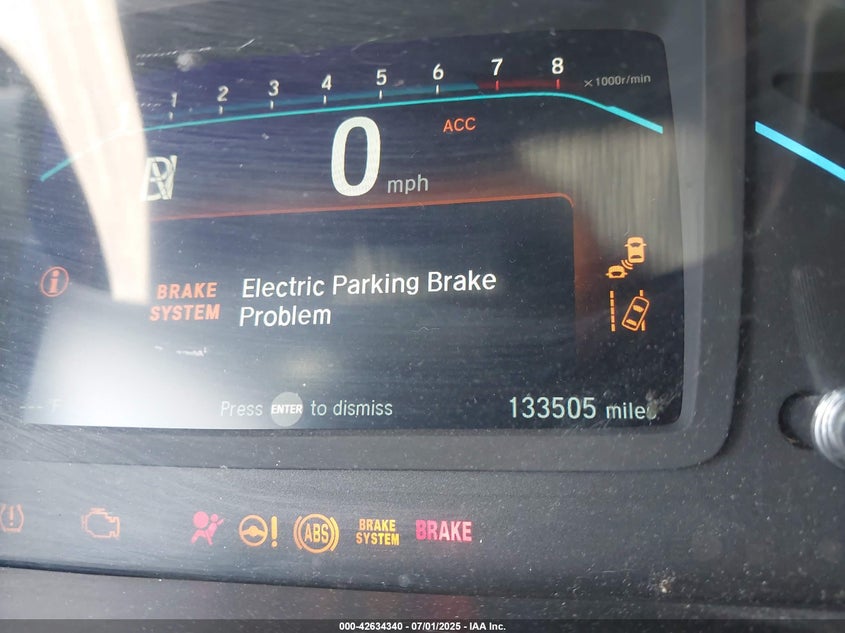 1 2 3 4 5 6 7 8 ×1000r/min
ACC
0 mph
BRAKE
SYSTEM
Electric Parking Brake
Problem
Press ENTER to dismiss
133505 miles
ABS
BRAKE
SYSTEM
BRAKE
000-42634340 / 07/01/2025 - IAA Inc.